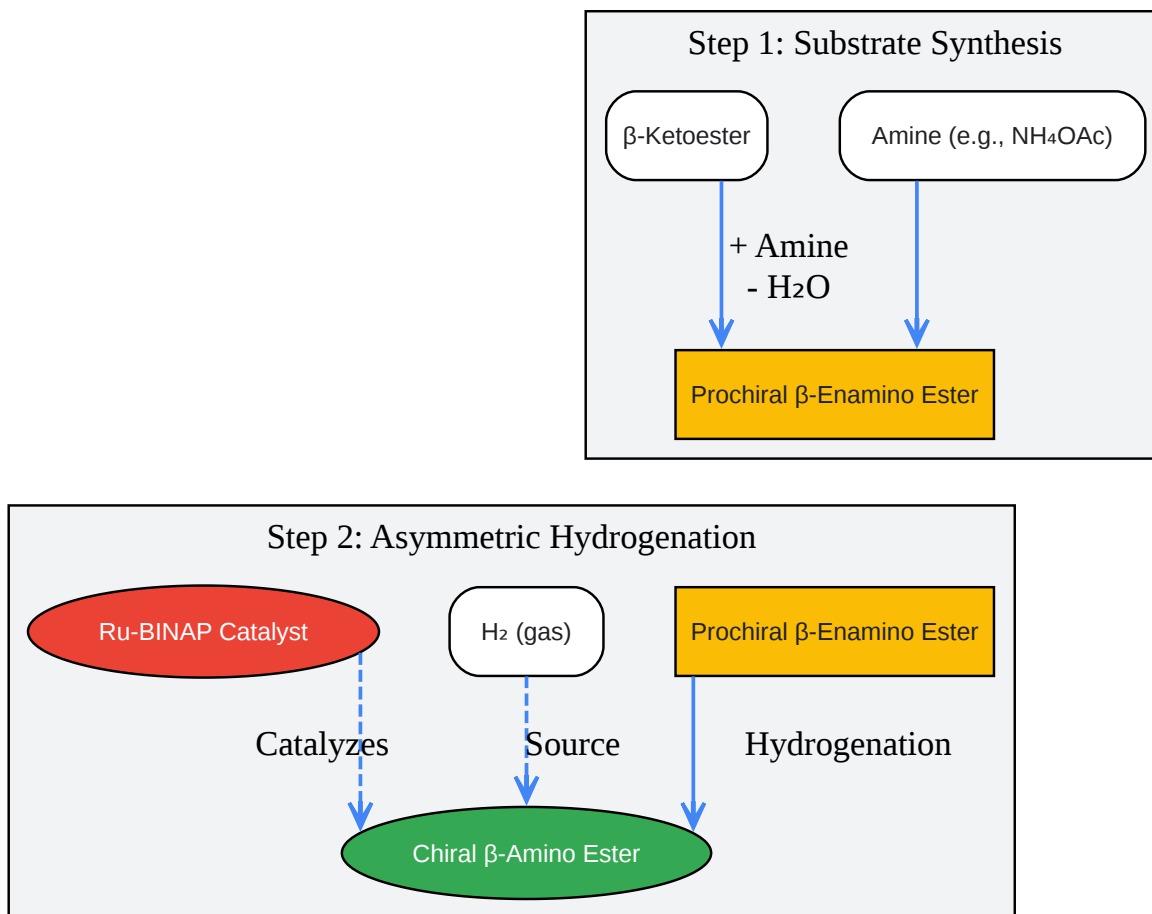 Step 1: Substrate Synthesis
β-Ketoester
Amine (e.g., NH₄OAc)
+ Amine
- H₂O
Prochiral β-Enamino Ester
Step 2: Asymmetric Hydrogenation
Ru-BINAP Catalyst
H₂ (gas)
Prochiral β-Enamino Ester
Catalyzes
Source
Hydrogenation
Chiral β-Amino Ester